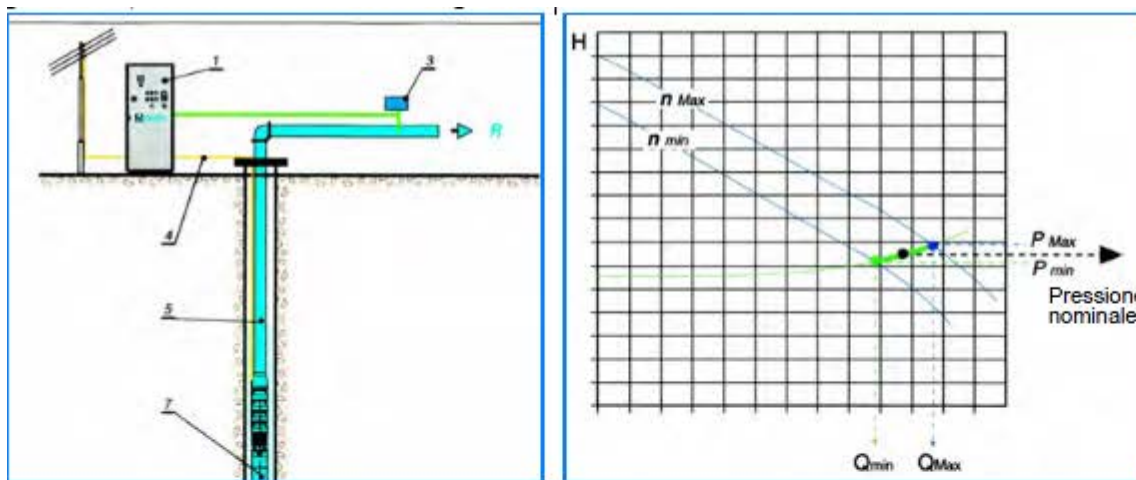 1
3
R
4
5
7
H
n Max
n min
P Max
P min
Pressione
nominale
Qmin
QMax